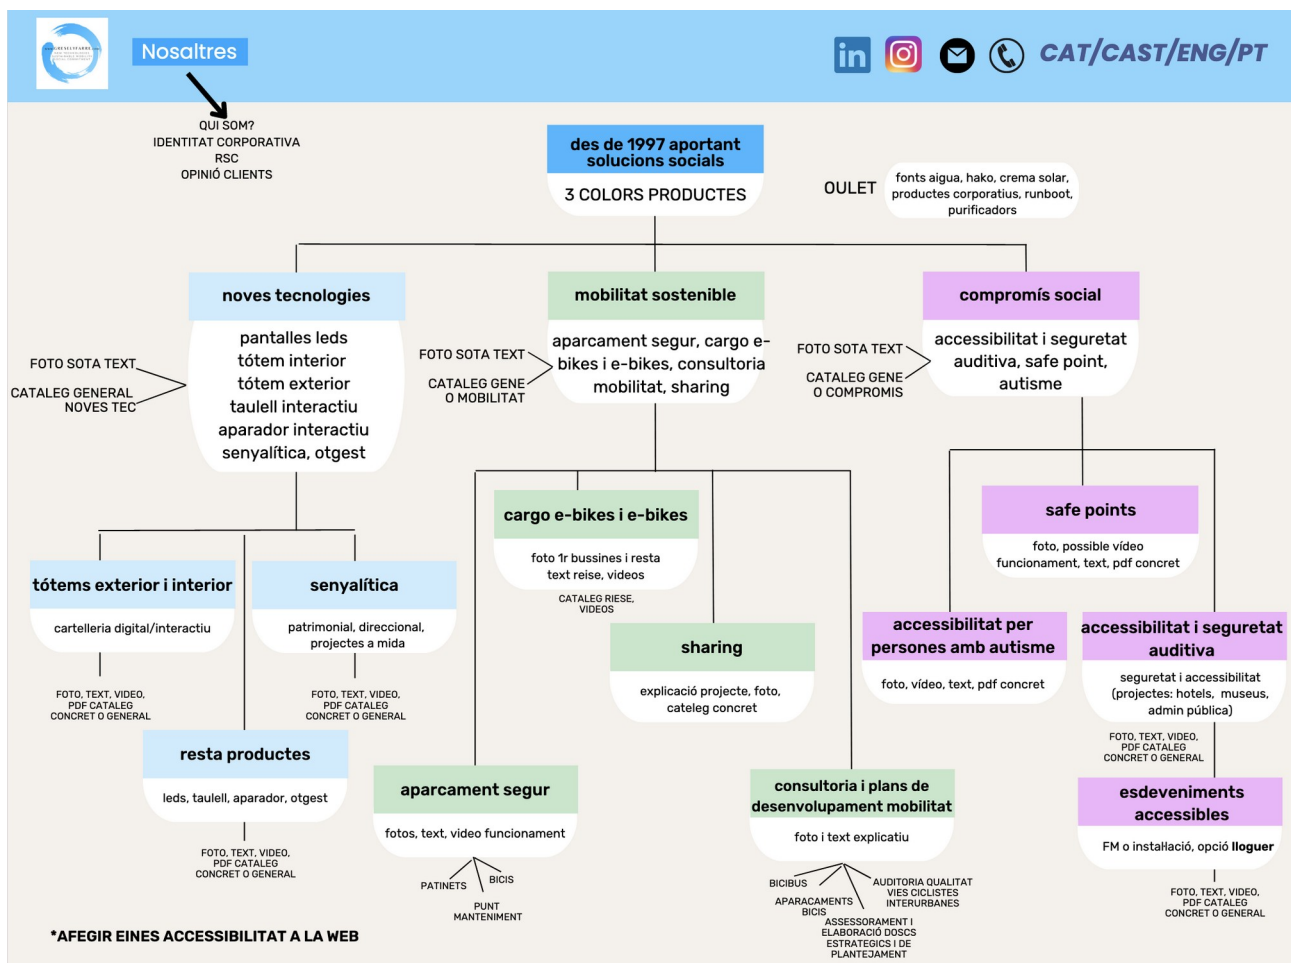 Nosaltres
CAT/CAST/ENG/PT
QUI SOM?
IDENTITAT CORPORATIVA
RSC
OPINIÓ CLIENTS
des de 1997 aportant
solucions socials
3 COLORS PRODUCTES
OULET
fonts aigua, hako, crema solar,
productes corporatius, runboot,
purificadors
noves tecnologies
pantalles leds
tótem interior
tótem exterior
taulell interactiu
aparador interactiu
senyalítica, otgest
FOTO SOTA TEXT
CATALEG GENERAL
NOVES TEC
mobilitat sostenible
aparcament segur, cargo e-
bikes i e-bikes, consultoria
mobilitat, sharing
FOTO SOTA TEXT
CATALEG GENE
O MOBILITAT
compromís social
accessibilitat i seguretat
auditiva, safe point,
autisme
FOTO SOTA TEXT
CATALEG GENE
O COMPROMIS
tótems exterior i interior
cartelleria digital/interactiu
FOTO, TEXT, VIDEO,
PDF CATALEG
CONCRET O GENERAL
senyalítica
patrimonial, direccional,
projectes a mida
FOTO, TEXT, VIDEO,
PDF CATALEG
CONCRET O GENERAL
resta productes
leds, taulell, aparador, otgest
FOTO, TEXT, VIDEO,
PDF CATALEG
CONCRET O GENERAL
cargo e-bikes i e-bikes
foto 1r bussines i resta
text reise, videos
CATALEG RIESE,
VIDEOS
sharing
explicació projecte, foto,
cateleg concret
aparcament segur
fotos, text, video funcionament
PATINETS
BICIS
PUNT
MANTENIMENT
consultoria i plans de
desenvolupament mobilitat
foto i text explicatiu
BICIBUS
APARACAMENTS
BICIS
AUDITORIA QUALITAT
VIES CICLISTES
INTERURBANES
ASSESSORAMENT I
ELABORACIÓ DOSCS
ESTRATEGICS I DE
PLANTEJAMENT
safe points
foto, possible vídeo
funcionament, text, pdf concret
accessibilitat per
persones amb autisme
foto, vídeo, text, pdf concret
accessibilitat i seguretat
auditiva
seguretat i accessibilitat
(projectes: hotels, museus,
admin pública)
FOTO, TEXT, VIDEO,
PDF CATALEG
CONCRET O GENERAL
esdeveniments
accessibles
FM o instal·lació, opció lloguer
FOTO, TEXT, VIDEO,
PDF CATALEG
CONCRET O GENERAL
*AFEGIR EINES ACCESSIBILITAT A LA WEB